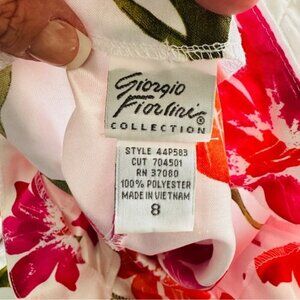 Giorgio
Fiorlini®
COLLECTION
STYLE 44P583
CUT 704501
RN 37080
100% POLYESTER
MADE IN VIETNAM
8